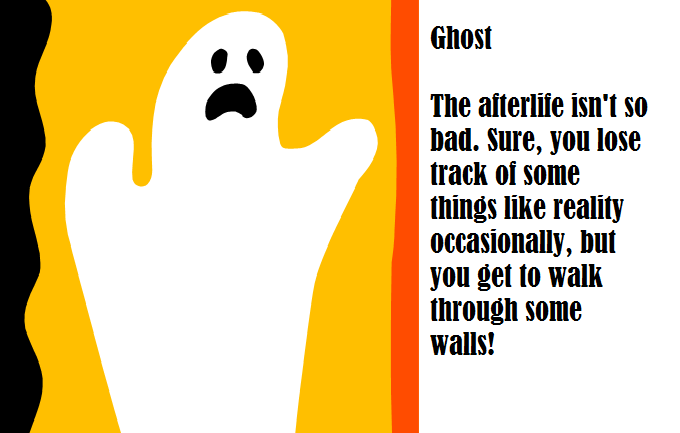 Ghost
The afterlife isn't so
bad. Sure, you lose
track of some
things like reality
occasionally, but
you get to walk
through some
walls!